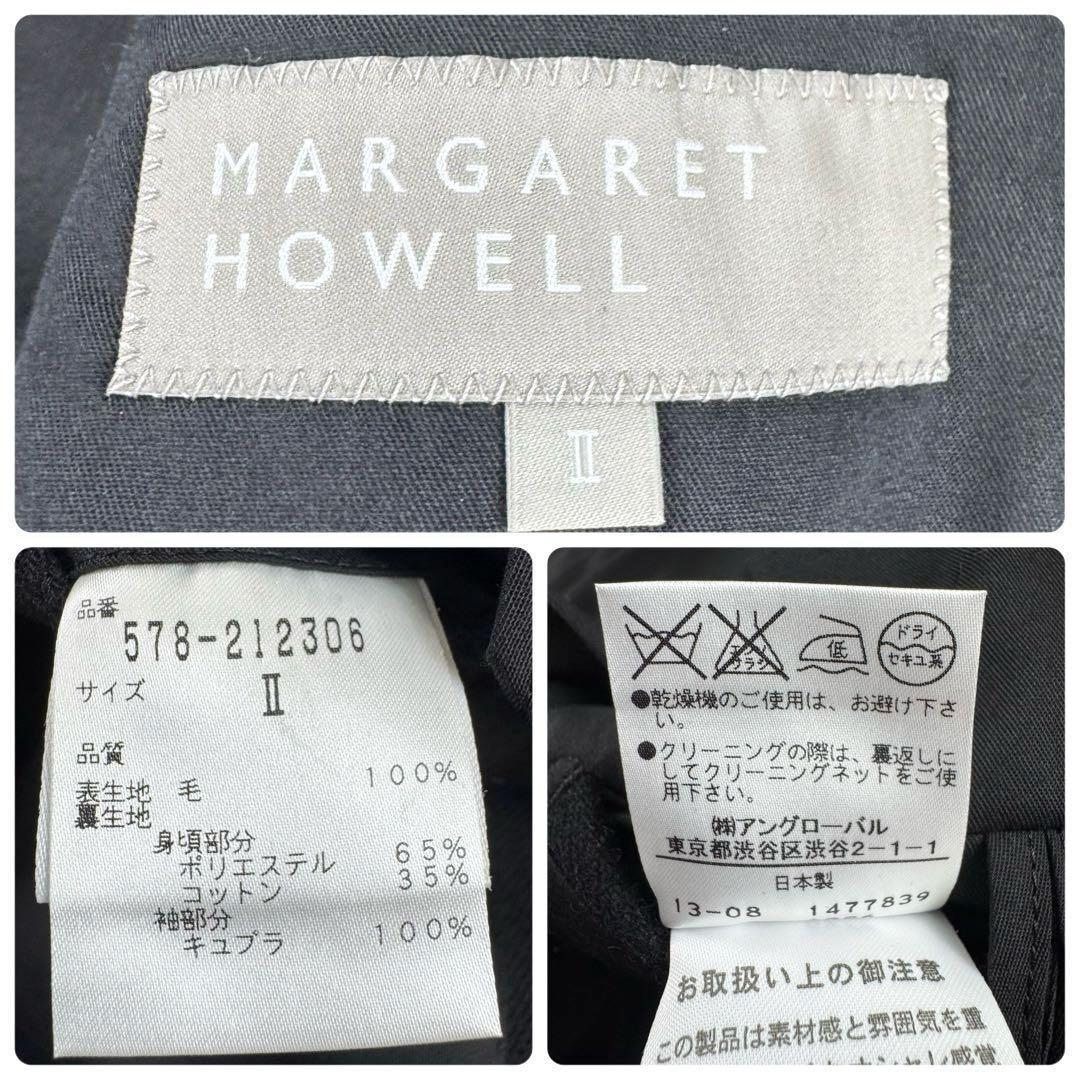 MARGARET
HOWELL
Ⅱ
品番
578-212306
サイズ Ⅱ
品質
表生地 毛 100%
裏生地
身頃部分
ポリエステル 65%
コットン 35%
袖部分
キュプラ 100%
エンソ
ブラシ
低
ドライ
セキユ系
●乾燥機のご使用は、お避け下さ
い。
●クリーニングの際は、裏返しに
してクリーニングネットをご使
用下さい。
㈱アングローバル
東京都渋谷区渋谷2-1-1
日本製
13-08 1477839
お取扱い上の御注意
この製品は素材感と雰囲気を重